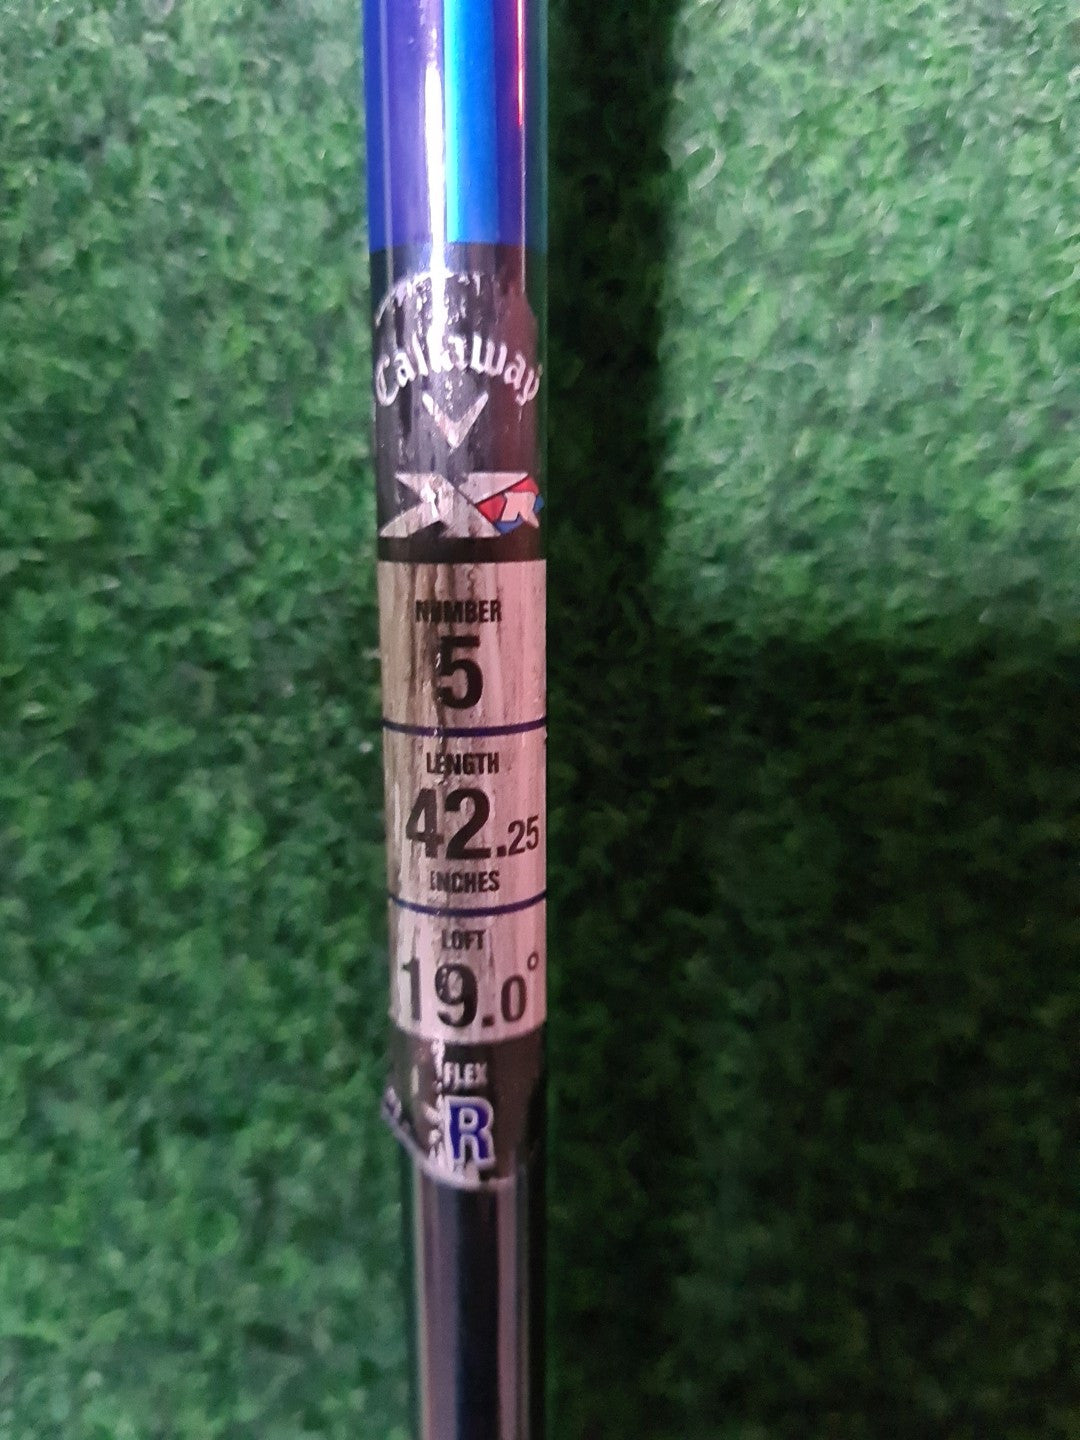 Callaway
XR
NUMBER
5
LENGTH
42.25
INCHES
LOFT
19.0°
FLEX
R